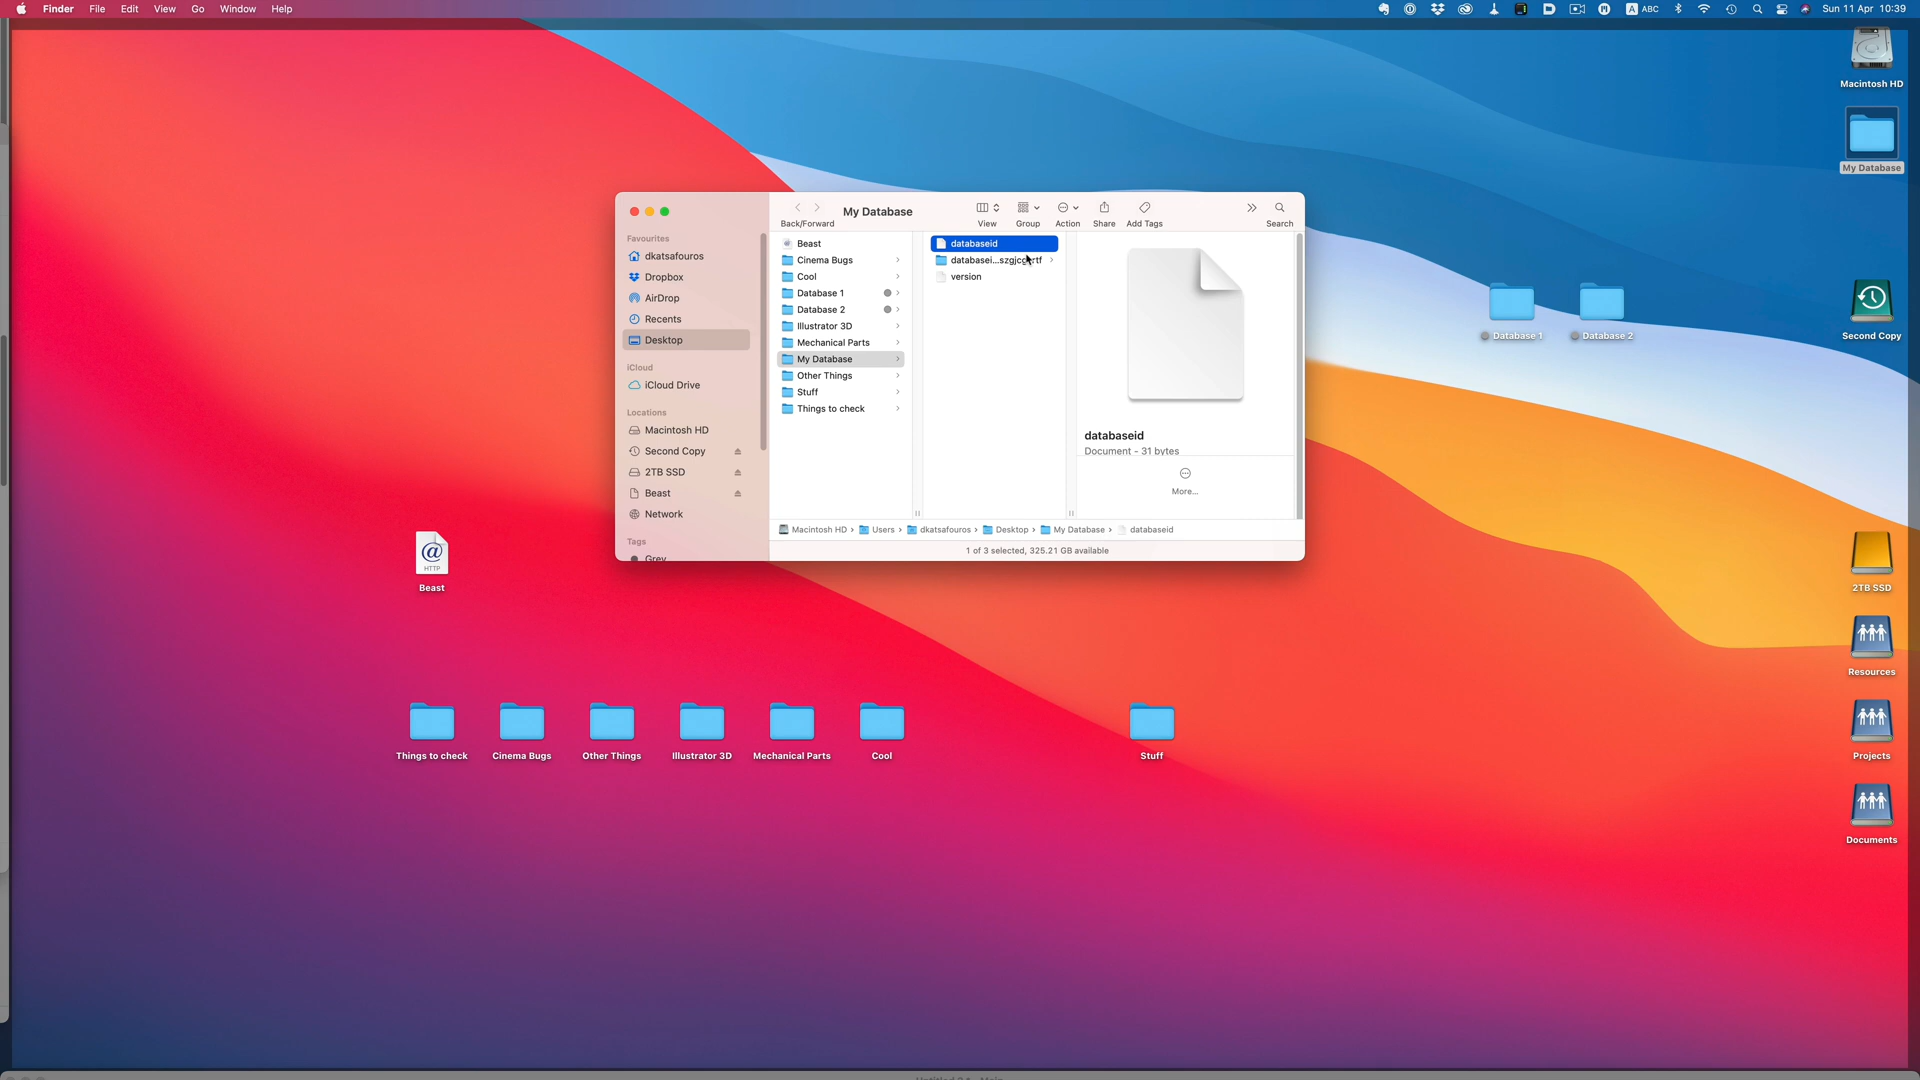 Finder File Edit View Go Window Help
A ABC Sun 11 Apr 10:39
Macintosh HD
My Database
Database 1
Database 2
Second Copy
2TB SSD
Resources
Projects
Documents
@
HTTP
Beast
Things to check
Cinema Bugs
Other Things
Illustrator 3D
Mechanical Parts
Cool
Stuff
Back/Forward
My Database
View
Group
Action
Share
Add Tags
Search
Favourites
dkatsafouros
Dropbox
AirDrop
Recents
Desktop
iCloud
iCloud Drive
Locations
Macintosh HD
Second Copy
2TB SSD
Beast
Network
Tags
Grey
Beast
Cinema Bugs
Cool
Database 1
Database 2
Illustrator 3D
Mechanical Parts
My Database
Other Things
Stuff
Things to check
databaseid
version
databaseid
Document - 31 bytes
More...
Macintosh HD › Users › dkatsafouros › Desktop › My Database › databaseid
1 of 3 selected, 325.21 GB available